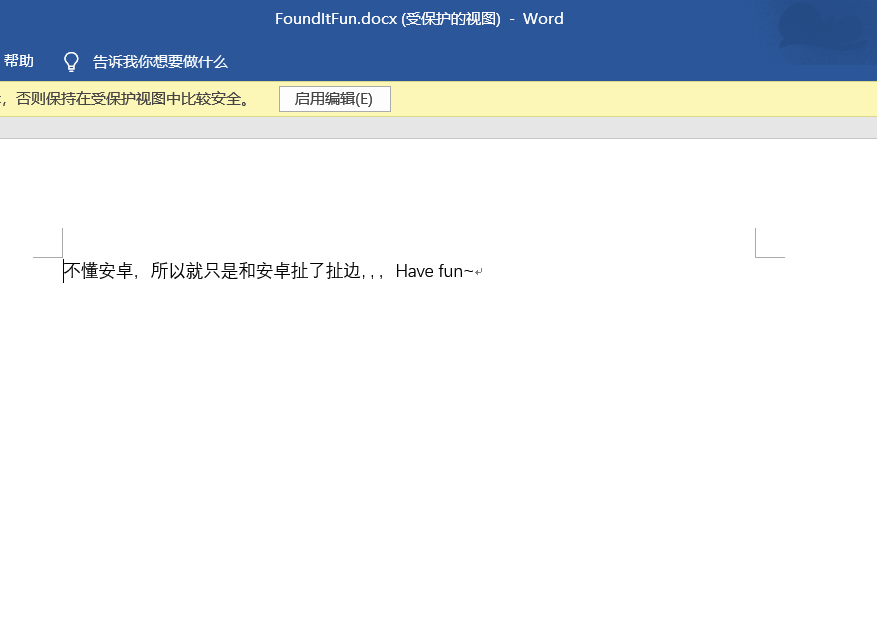 FoundItFun.docx (受保护的视图) - Word
帮助 告诉我你想要做什么
，否则保持在受保护视图中比较安全。 启用编辑(E)
不懂安卓，所以就只是和安卓扯了扯边, , ,  Have fun~